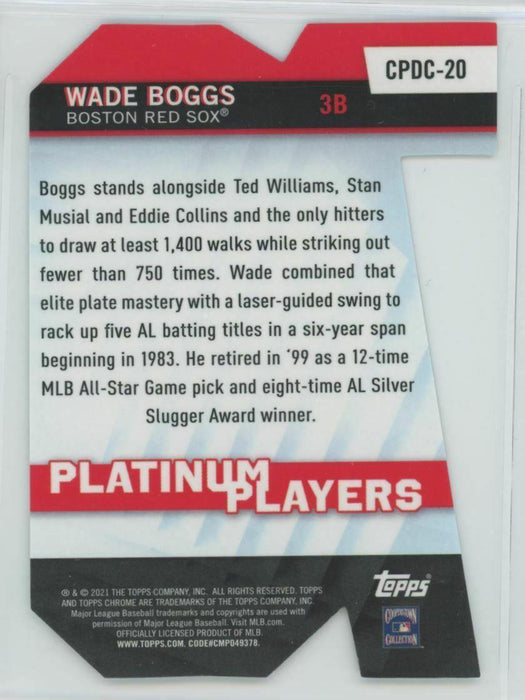 CPDC-20
WADE BOGGS
3B
BOSTON RED SOX®
Boggs stands alongside Ted Williams, Stan
Musial and Eddie Collins and the only hitters
to draw at least 1,400 walks while striking out
fewer than 750 times. Wade combined that
elite plate mastery with a laser-guided swing to
rack up five AL batting titles in a six-year span
beginning in 1983. He retired in '99 as a 12-time
MLB All-Star Game pick and eight-time AL Silver
Slugger Award winner.
PLATINUM
PLAYERS
® & © 2021 THE TOPPS COMPANY, INC. ALL RIGHTS RESERVED. TOPPS
AND TOPPS CHROME ARE TRADEMARKS OF THE TOPPS COMPANY, INC.
Major League Baseball trademarks and copyrights are used with
permission of Major League Baseball. Visit MLB.com.
OFFICIALLY LICENSED PRODUCT OF MLB.
WWW.TOPPS.COM. CODE#CMP049378.
Topps
COOPERSTOWN
COLLECTION